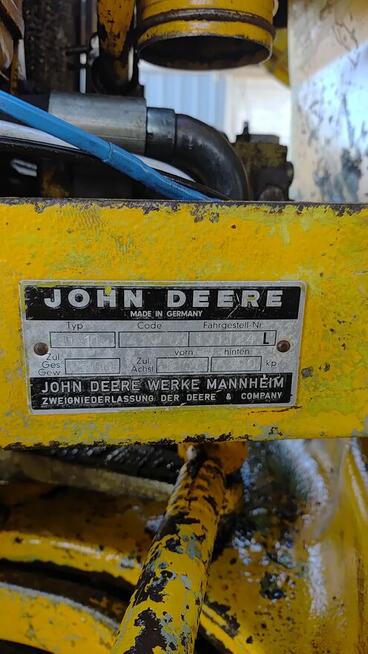 JOHN DEERE
MADE IN GERMANY
Typ Code Fahrgestell-Nr.
L
Zul. Ges Gew. Zul. Achsl vorn hinten kp
JOHN DEERE WERKE MANNHEIM
ZWEIGNIEDERLASSUNG DER DEERE & COMPANY